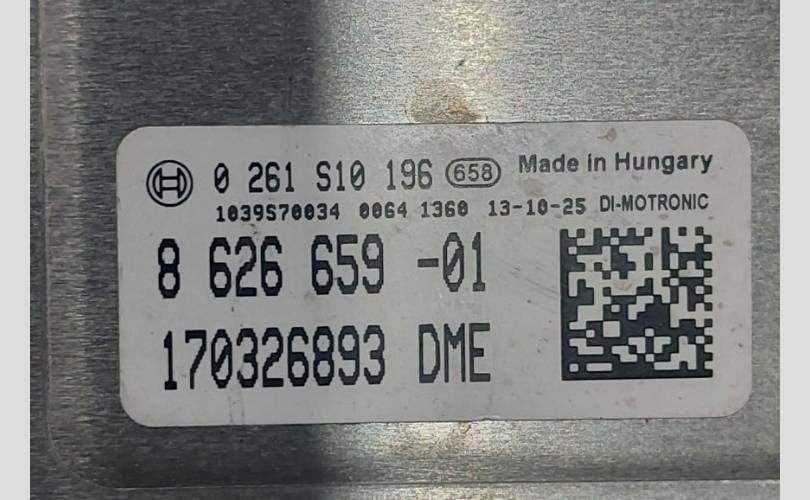 0 261 S10 196 658 Made in Hungary
1039S70034 0064 1360 13-10-25 DI-MOTRONIC
8 626 659 -01
170326893 DME